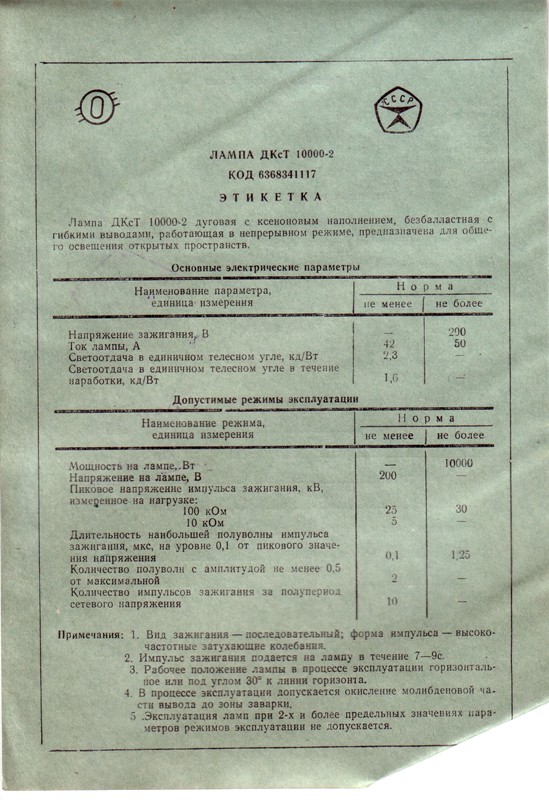 О
СССР
ЛАМПА ДКсТ 10000-2
КОД 6368341117
ЭТИКЕТКА
Лампа ДКсТ 10000-2 дуговая с ксеноновым наполнением, безбалластная с
гибкими выводами, работающая в непрерывном режиме, предназначена для обще-
го освещения открытых пространств.
Основные электрические параметры
Наименование параметра, Норма
единица измерения не менее не более
Напряжение зажигания, В — 290
Ток лампы, А 42 50
Светоотдача в единичном телесном угле, кд/Вт 2,3 —
Светоотдача в единичном телесном угле в течение
наработки, кд/Вт 1,6 —
Допустимые режимы эксплуатации
Наименование режима, Норма
единица измерения не менее не более
Мощность на лампе, Вт — 10000
Напряжение на лампе, В 200 —
Пиковое напряжение импульса зажигания, кВ,
измеренное на нагрузке:
100 кОм 25 30
10 кОм 5 —
Длительность наибольшей полуволны импульса
зажигания, мкс, на уровне 0,1 от пикового значе-
ния напряжения 0,1 1,25
Количество полуволн с амплитудой не менее 0,5
от максимальной 2 —
Количество импульсов зажигания за полупериод
сетевого напряжения 10 —
Примечания: 1. Вид зажигания — последовательный; форма импульса — высоко-
частотные затухающие колебания.
2. Импульс зажигания подается на лампу в течение 7—9с.
3. Рабочее положение лампы в процессе эксплуатации горизонталь-
ное или под углом 30° к линии горизонта.
4. В процессе эксплуатации допускается окисление молибденовой ча-
сти вывода до зоны заварки.
5 .Эксплуатация ламп при 2-х и более предельных значениях пара-
метров режимов эксплуатации не допускается.